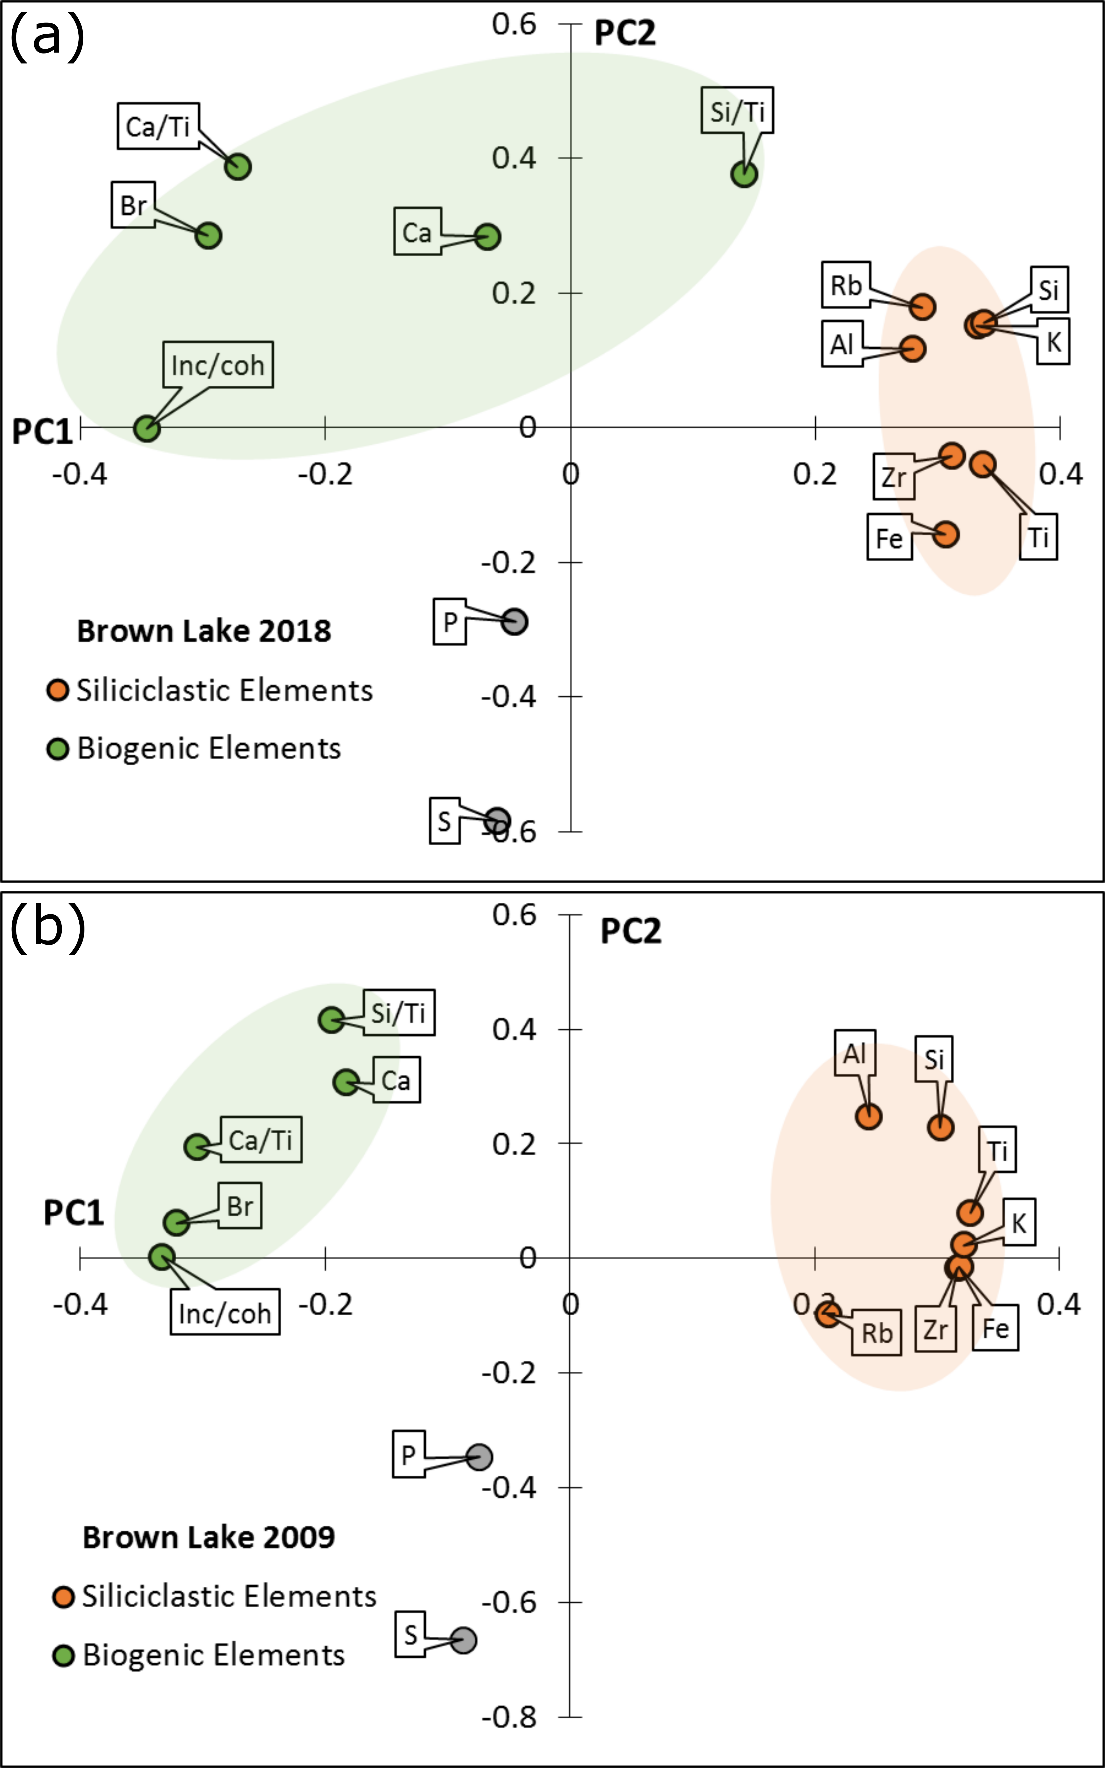 (a)
0.6
PC2
Ca/Ti
Si/Ti
0.4
Br
Ca
0.2
Rb
Si
Al
K
Inc/coh
PC1
0
-0.4
-0.2
0
0.2
0.4
Zr
Fe
Ti
-0.2
P
Brown Lake 2018
Siliciclastic Elements
-0.4
Biogenic Elements
S
-0.6
(b)
0.6
PC2
Si/Ti
0.4
Al
Si
Ca
Ca/Ti
0.2
Ti
Br
PC1
K
0
-0.4
-0.2
0
0.2
0.4
Inc/coh
Rb
Zr
Fe
-0.2
P
-0.4
Brown Lake 2009
Siliciclastic Elements
-0.6
S
Biogenic Elements
-0.8